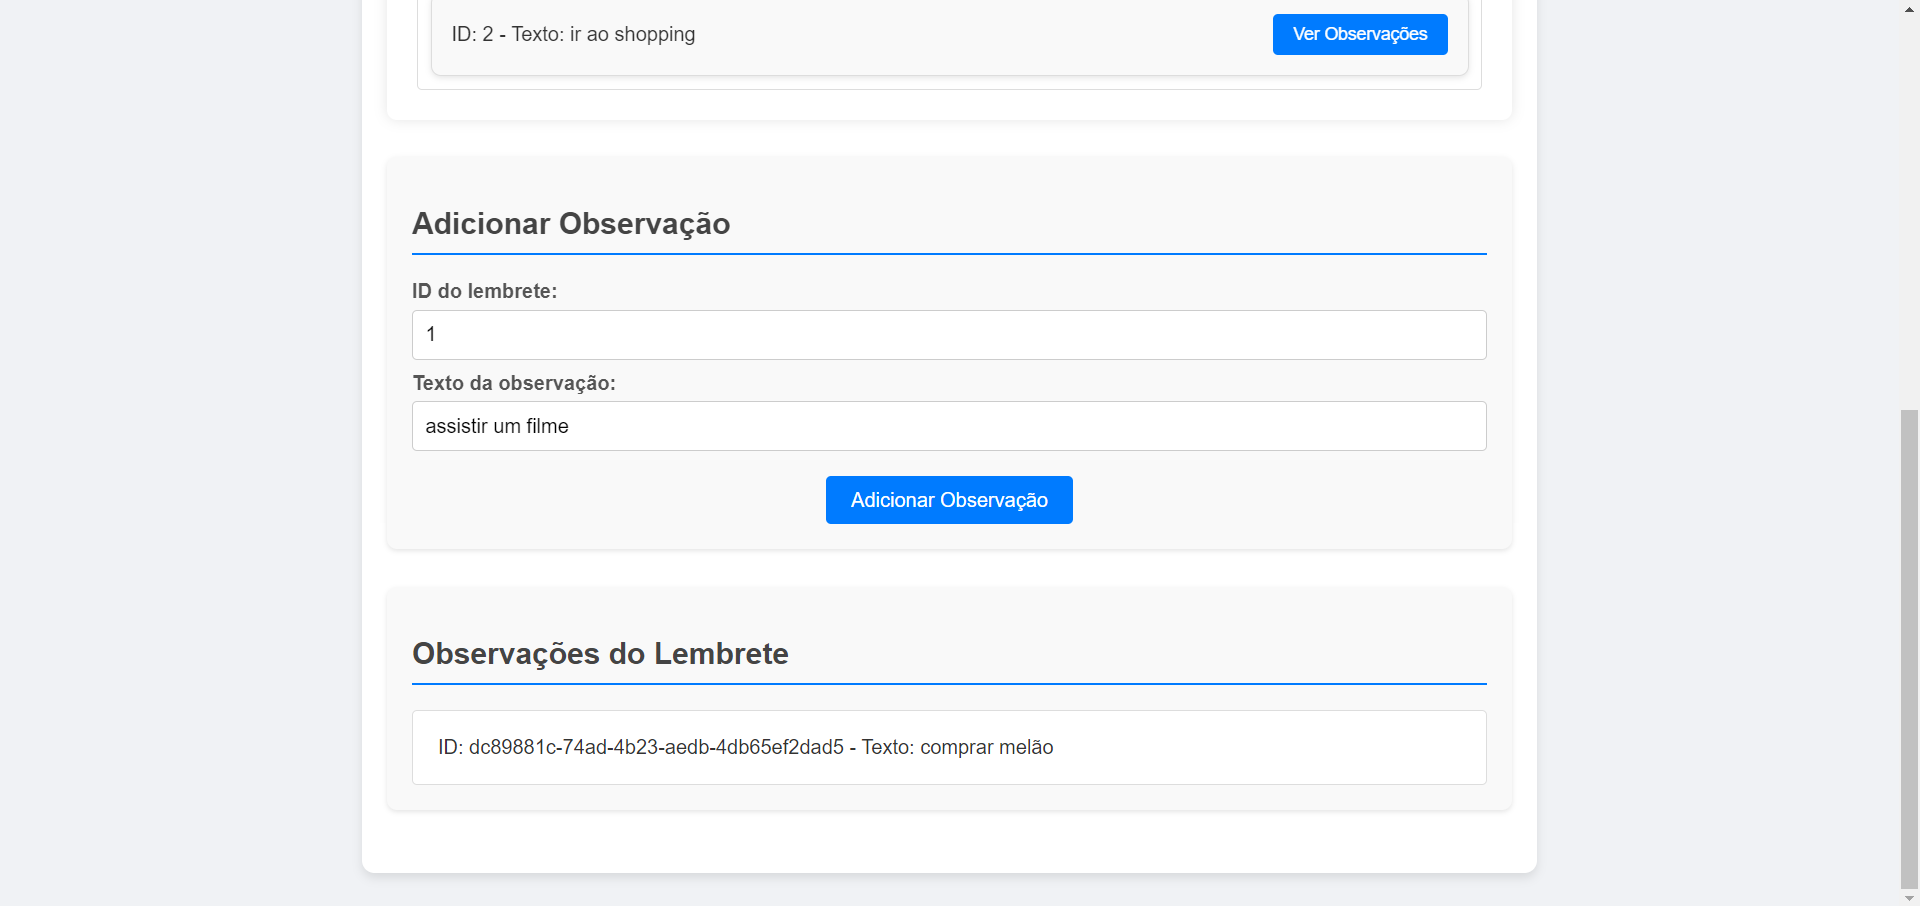 ID: 2 - Texto: ir ao shopping
Ver Observações
Adicionar Observação
ID do lembrete:
1
Texto da observação:
assistir um filme
Adicionar Observação
Observações do Lembrete
ID: dc89881c-74ad-4b23-aedb-4db65ef2dad5 - Texto: comprar melão